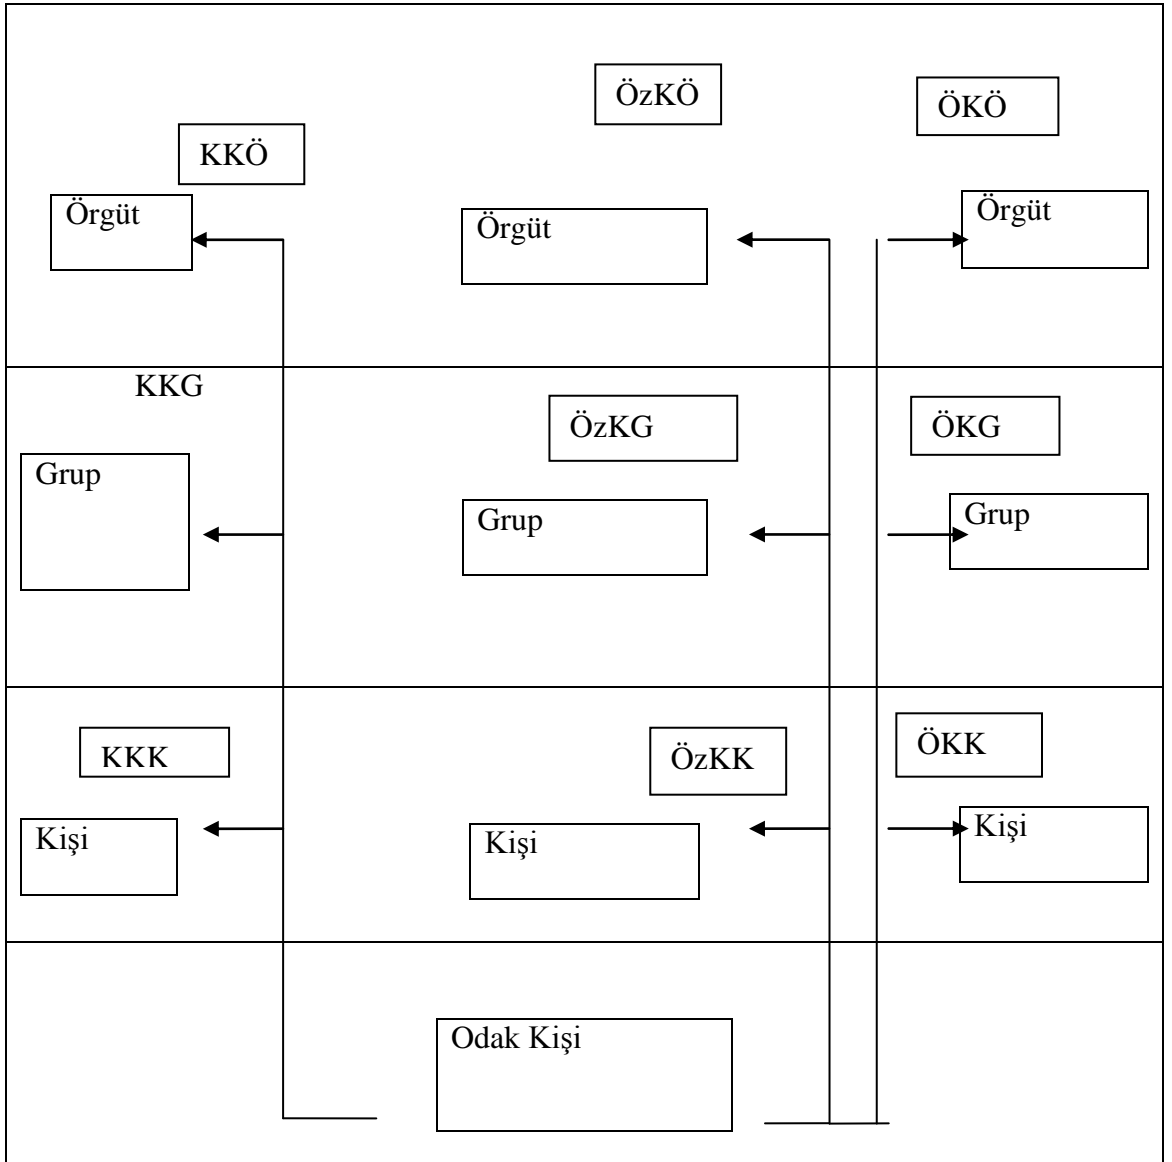 ÖzKÖ
ÖKÖ
KKÖ
Örgüt
Örgüt
Örgüt
KKG
ÖzKG
ÖKG
Grup
Grup
Grup
KKK
ÖzKK
ÖKK
Kişi
Kişi
Kişi
Odak Kişi